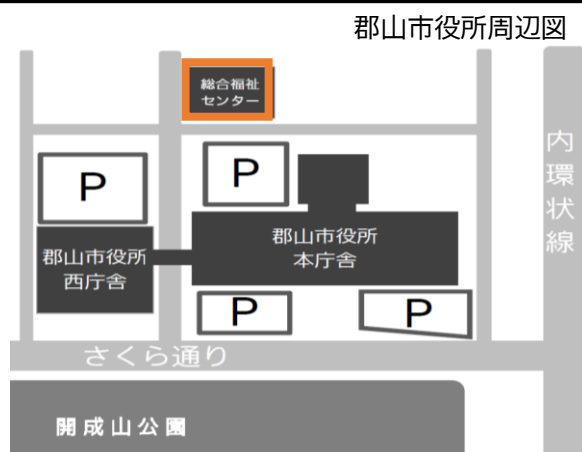 郡山市役所周辺図
総合福祉
センター
内環状線
P
P
郡山市役所
本庁舎
郡山市役所
西庁舎
P
P
さくら通り
開成山公園